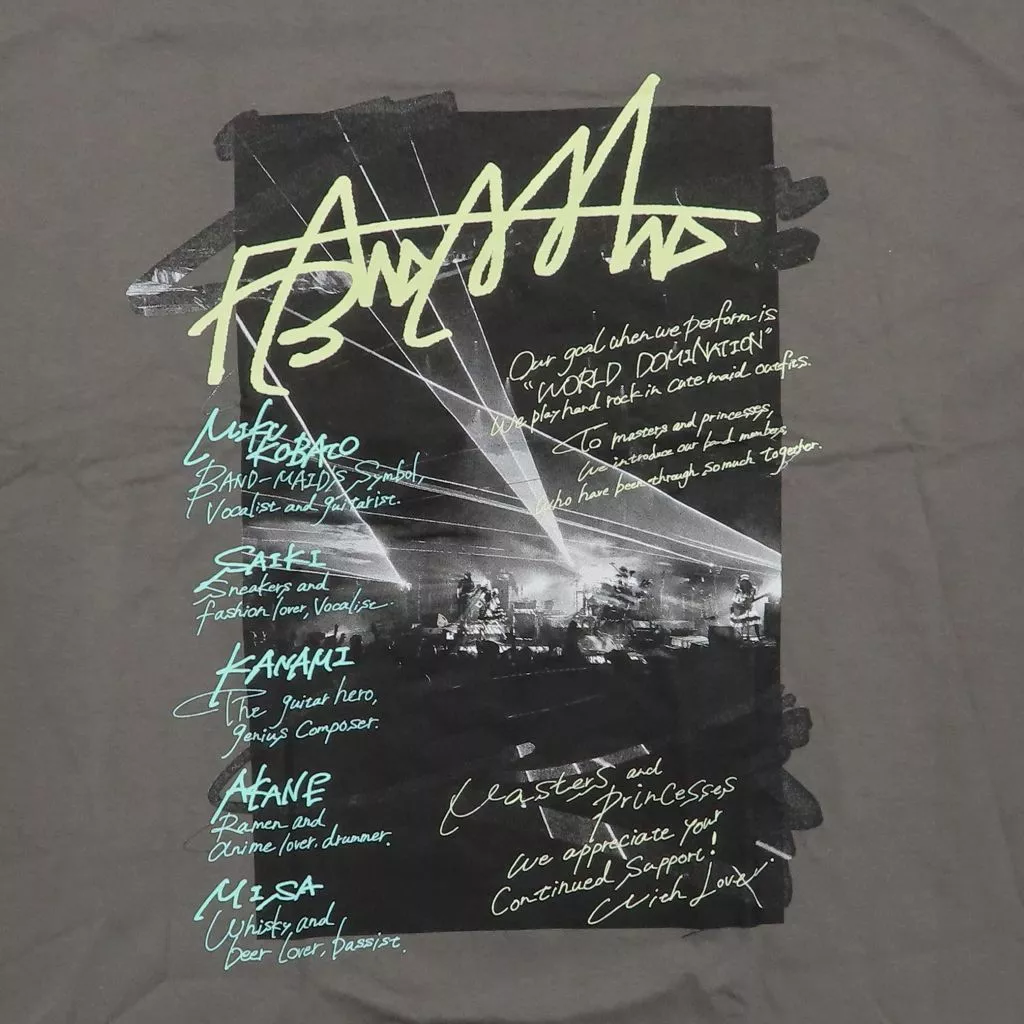 BAND-MAID
Our goal when we perform is
"WORLD DOMINATION"
We play hard rock in cute maid outfits.
To masters and princesses,
we introduce our band members,
who have been through so much together.
MIKU
KOBATO
BAND-MAID's Symbol,
Vocalist and guitarist.
SAIKI
Sneakers and
fashion lover, Vocalist.
KANAMI
The guitar hero,
genius Composer.
AKANE
Ramen and
anime lover, drummer.
MISA
Whisky, and
beer lover, bassist.
Masters and
princesses
We appreciate your
Continued Support!
With Love